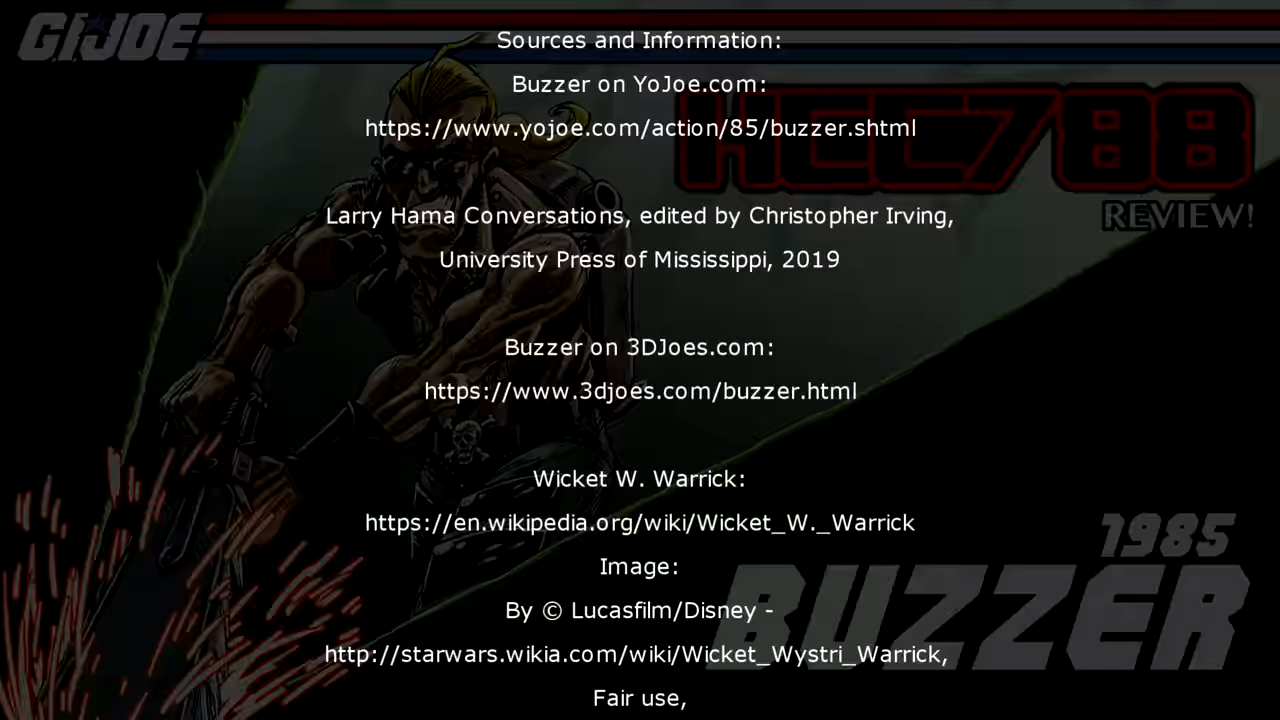 G.I.JOE
Sources and Information:
Buzzer on YoJoe.com:
https://www.yojoe.com/action/85/buzzer.shtml
HCC788
REVIEW!
Larry Hama Conversations, edited by Christopher Irving,
University Press of Mississippi, 2019
Buzzer on 3DJoes.com:
https://www.3djoes.com/buzzer.html
Wicket W. Warrick:
https://en.wikipedia.org/wiki/Wicket_W._Warrick
Image:
By © Lucasfilm/Disney -
http://starwars.wikia.com/wiki/Wicket_Wystri_Warrick,
Fair use,
1985
BUZZER